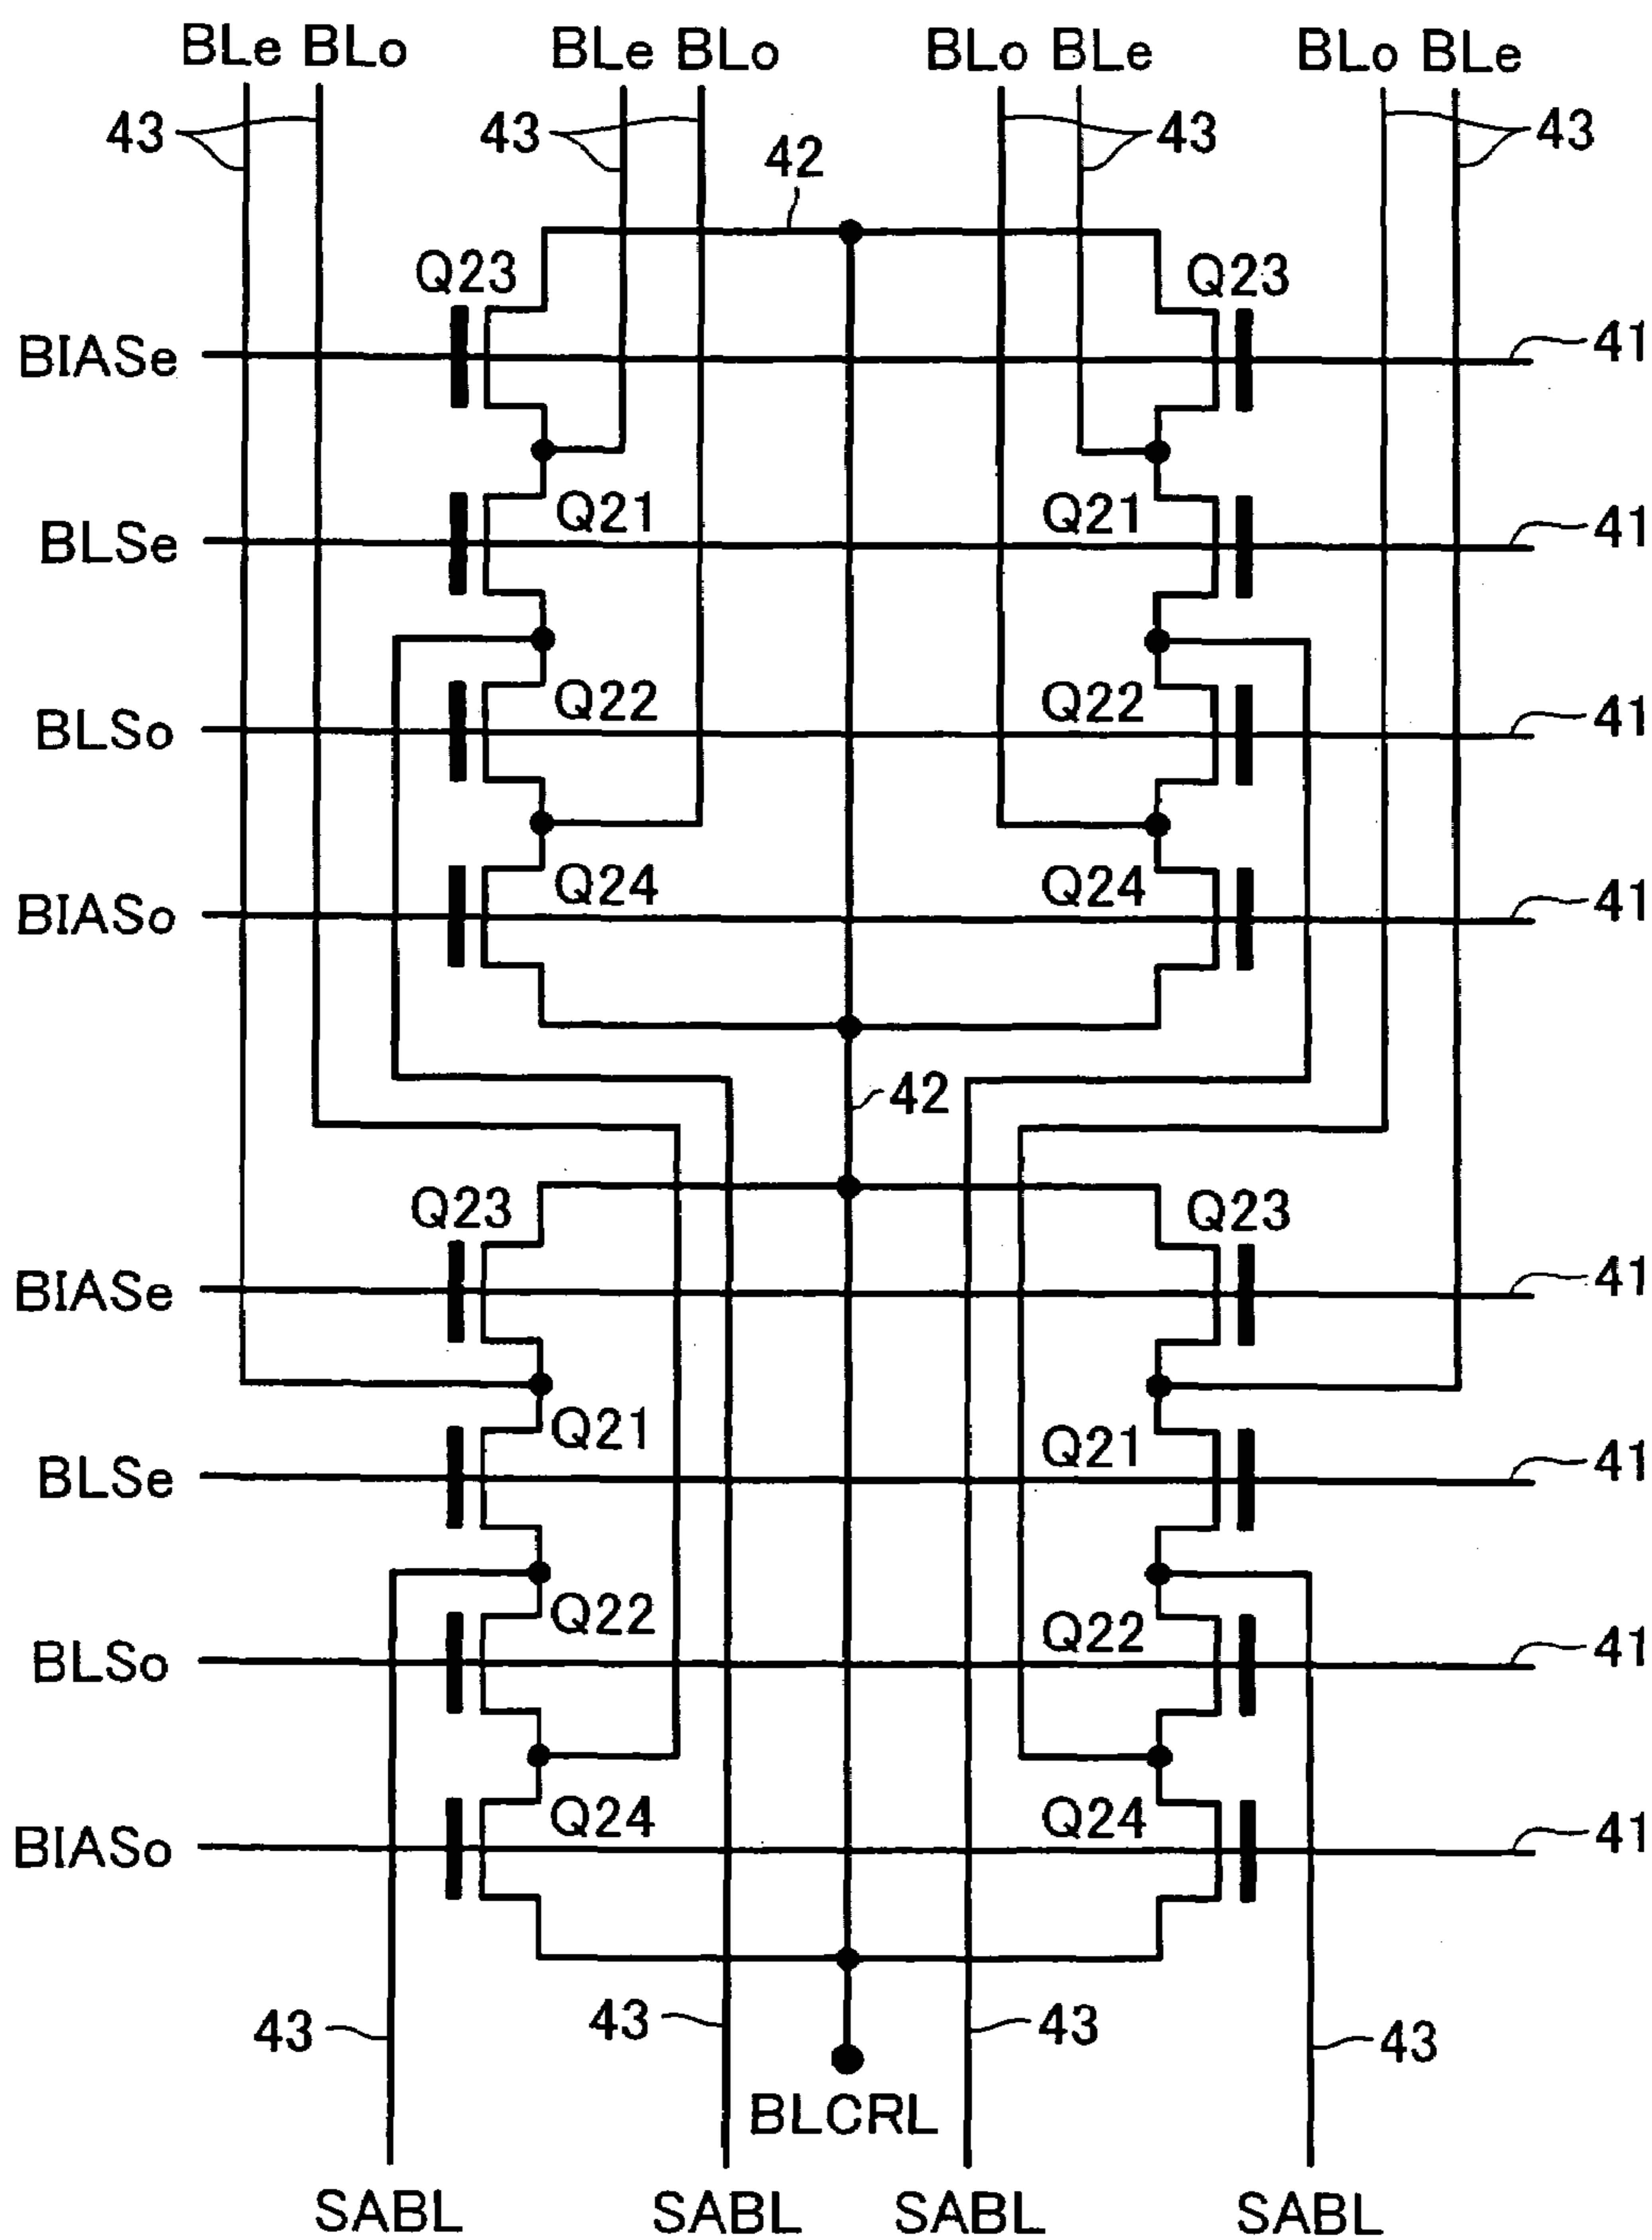 BLe BLo BLe BLo BLo BLe BLo BLe
43 43 42 43 43
Q23 Q23
BIASe 41
BLSe Q21 Q21 41
BLSo Q22 Q22 41
BIASo Q24 Q24 41
42
Q23 Q23
BIASe 41
BLSe Q21 Q21 41
BLSo Q22 Q22 41
BIASo Q24 Q24 41
43 43 43 43
BLCRL
SABL SABL SABL SABL